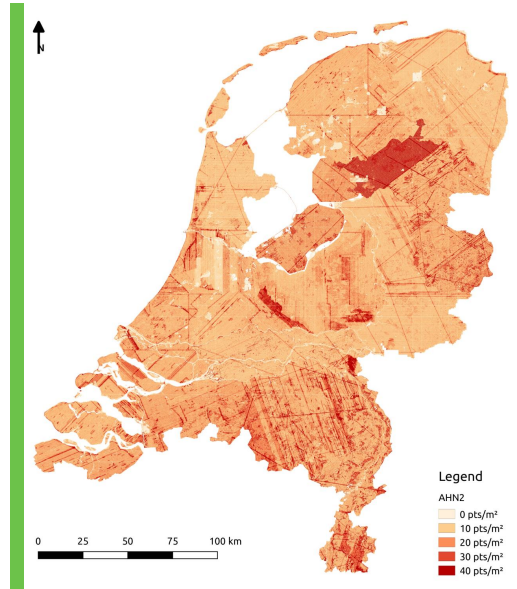 N
Legend
AHN2
0 pts/m²
10 pts/m²
20 pts/m²
30 pts/m²
40 pts/m²
0 25 50 75 100 km